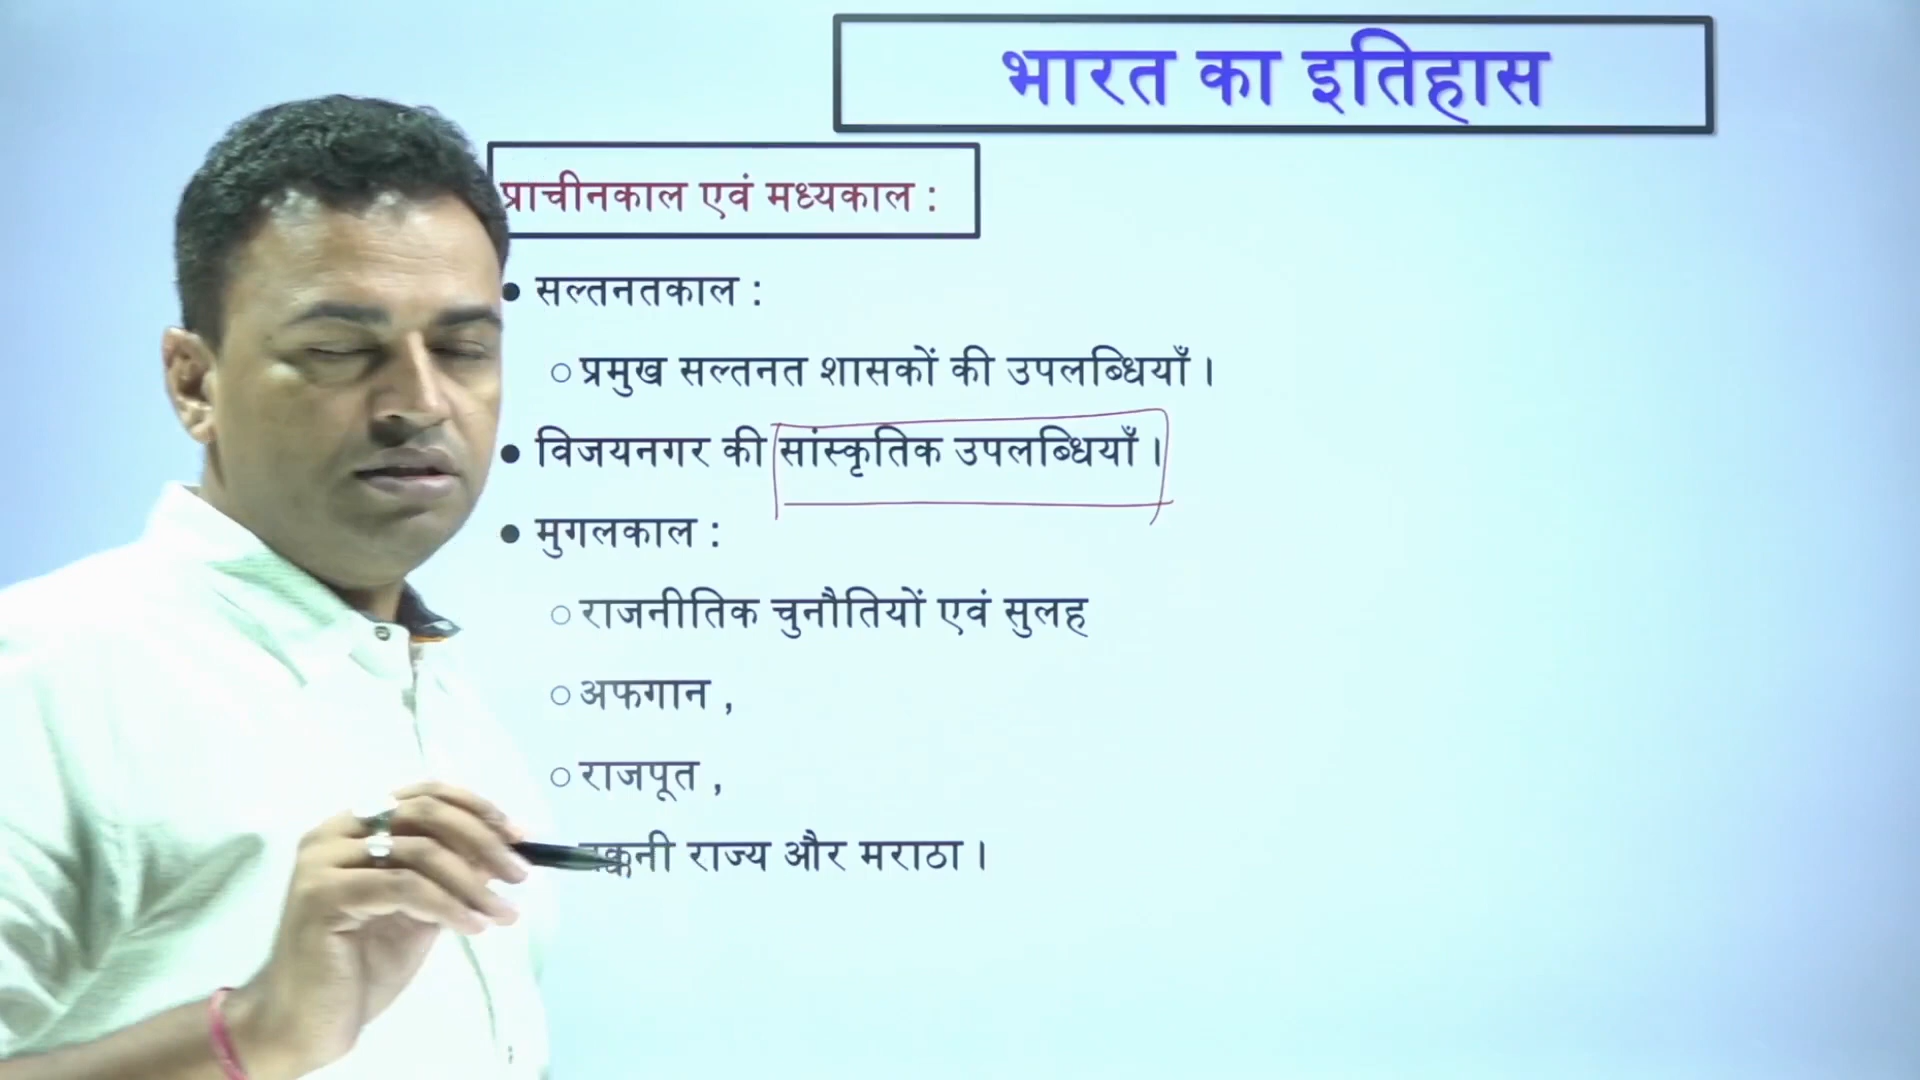 भारत का इतिहास
प्राचीनकाल एवं मध्यकाल :
• सल्तनतकाल :
○ प्रमुख सल्तनत शासकों की उपलब्धियाँ ।
• विजयनगर की सांस्कृतिक उपलब्धियाँ ।
• मुगलकाल :
○ राजनीतिक चुनौतियों एवं सुलह
○ अफगान ,
○ राजपूत ,
राज्य और मराठा ।